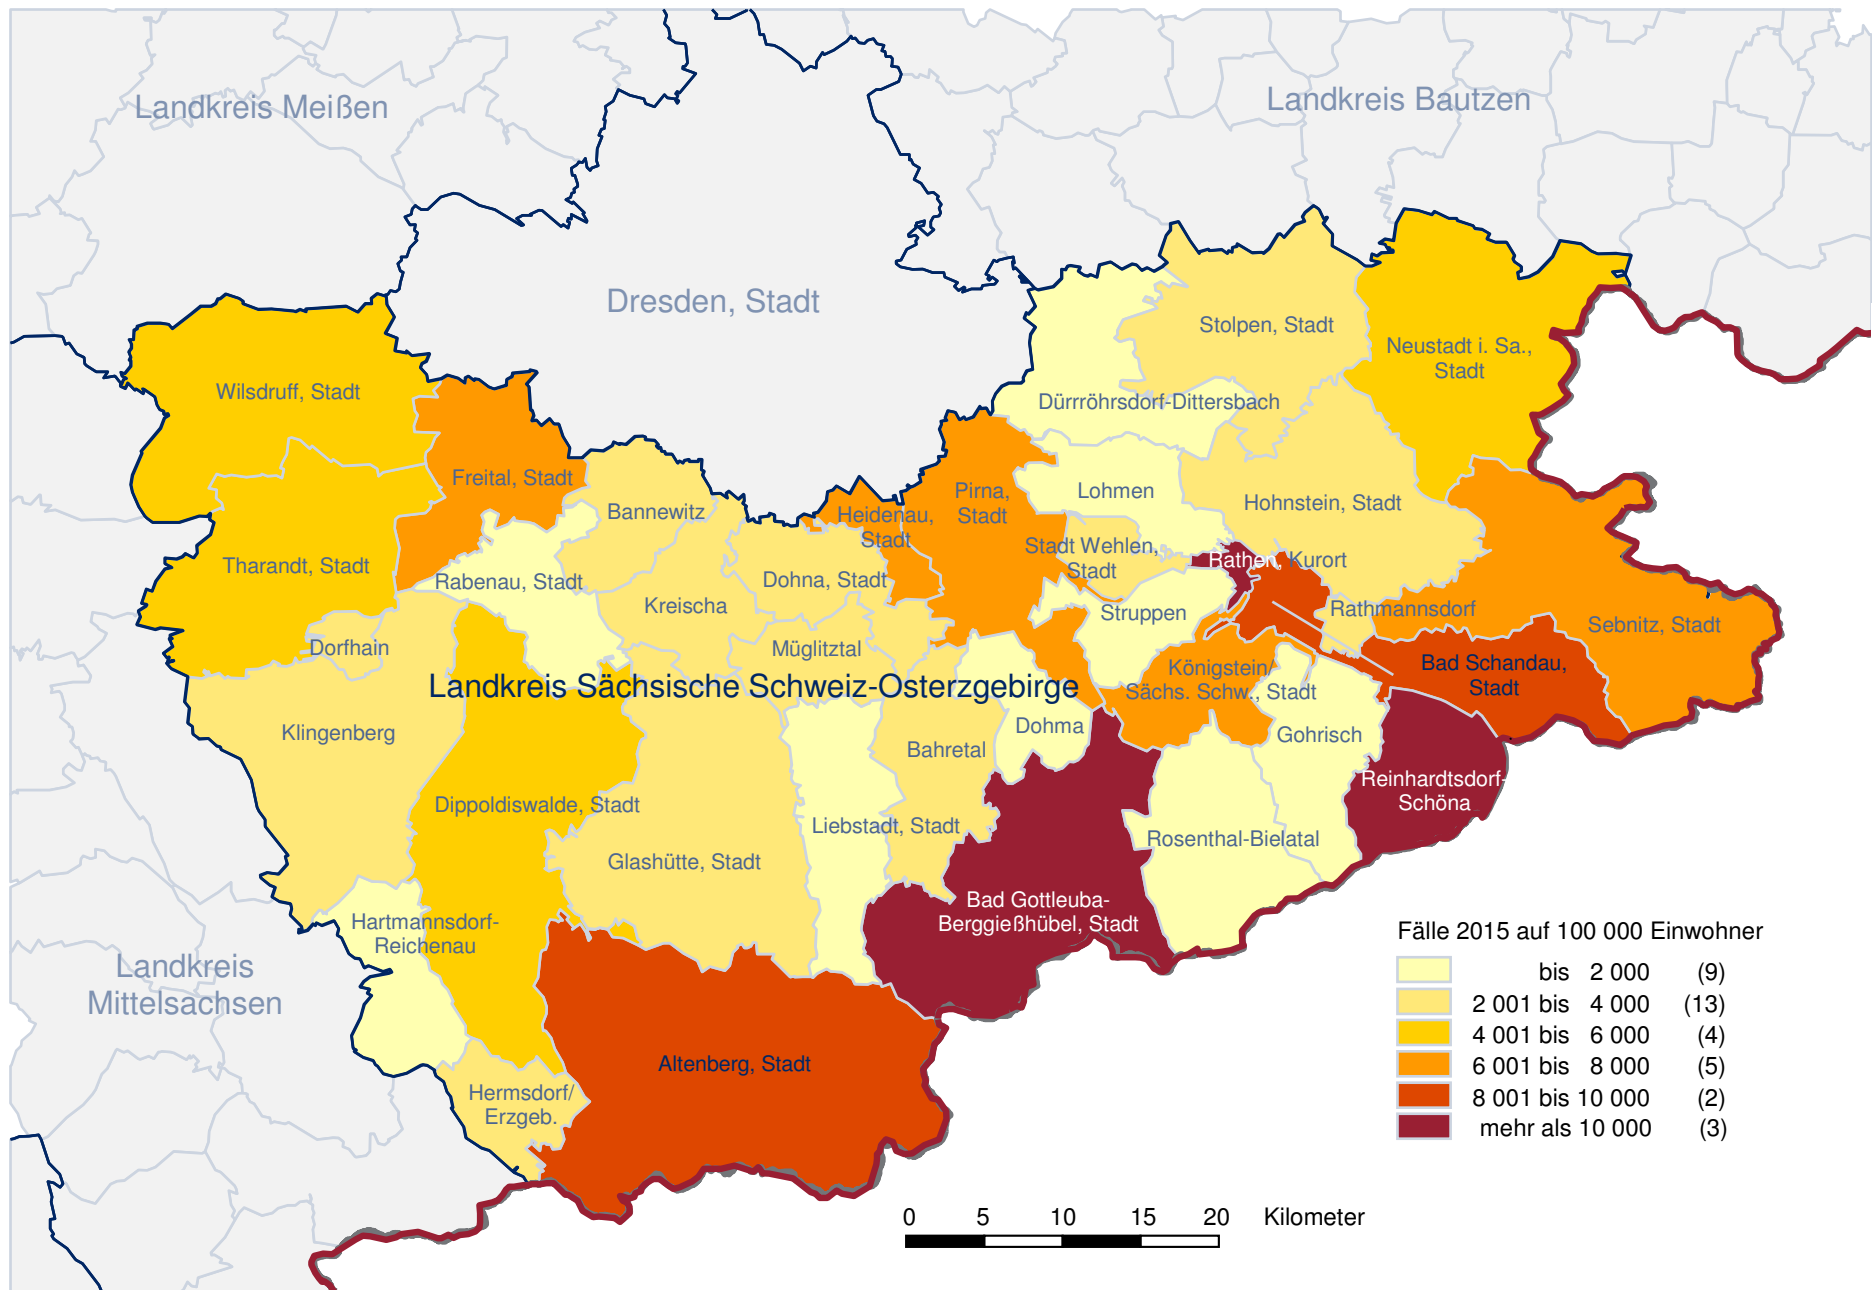 Landkreis Meißen
Landkreis Bautzen
Dresden, Stadt
Stolpen, Stadt
Neustadt i. Sa.,
Stadt
Wilsdruff, Stadt
Dürrröhrsdorf-Dittersbach
Freital, Stadt
Pirna,
Stadt
Lohmen
Hohnstein, Stadt
Bannewitz
Heidenau,
Stadt
Stadt Wehlen,
Stadt
Rathen, Kurort
Tharandt, Stadt
Rabenau, Stadt
Dohna, Stadt
Kreischa
Struppen
Rathmannsdorf
Sebnitz, Stadt
Dorfhain
Müglitztal
Königstein/
Sächs. Schw., Stadt
Bad Schandau,
Stadt
Landkreis Sächsische Schweiz-Osterzgebirge
Klingenberg
Dohma
Gohrisch
Bahretal
Reinhardtsdorf-
Schöna
Dippoldiswalde, Stadt
Liebstadt, Stadt
Rosenthal-Bielatal
Glashütte, Stadt
Bad Gottleuba-
Berggießhübel, Stadt
Hartmannsdorf-
Reichenau
Landkreis
Mittelsachsen
Altenberg, Stadt
Hermsdorf/
Erzgeb.
Fälle 2015 auf 100 000 Einwohner
bis 2 000 (9)
2 001 bis 4 000 (13)
4 001 bis 6 000 (4)
6 001 bis 8 000 (5)
8 001 bis 10 000 (2)
mehr als 10 000 (3)
0 5 10 15 20 Kilometer